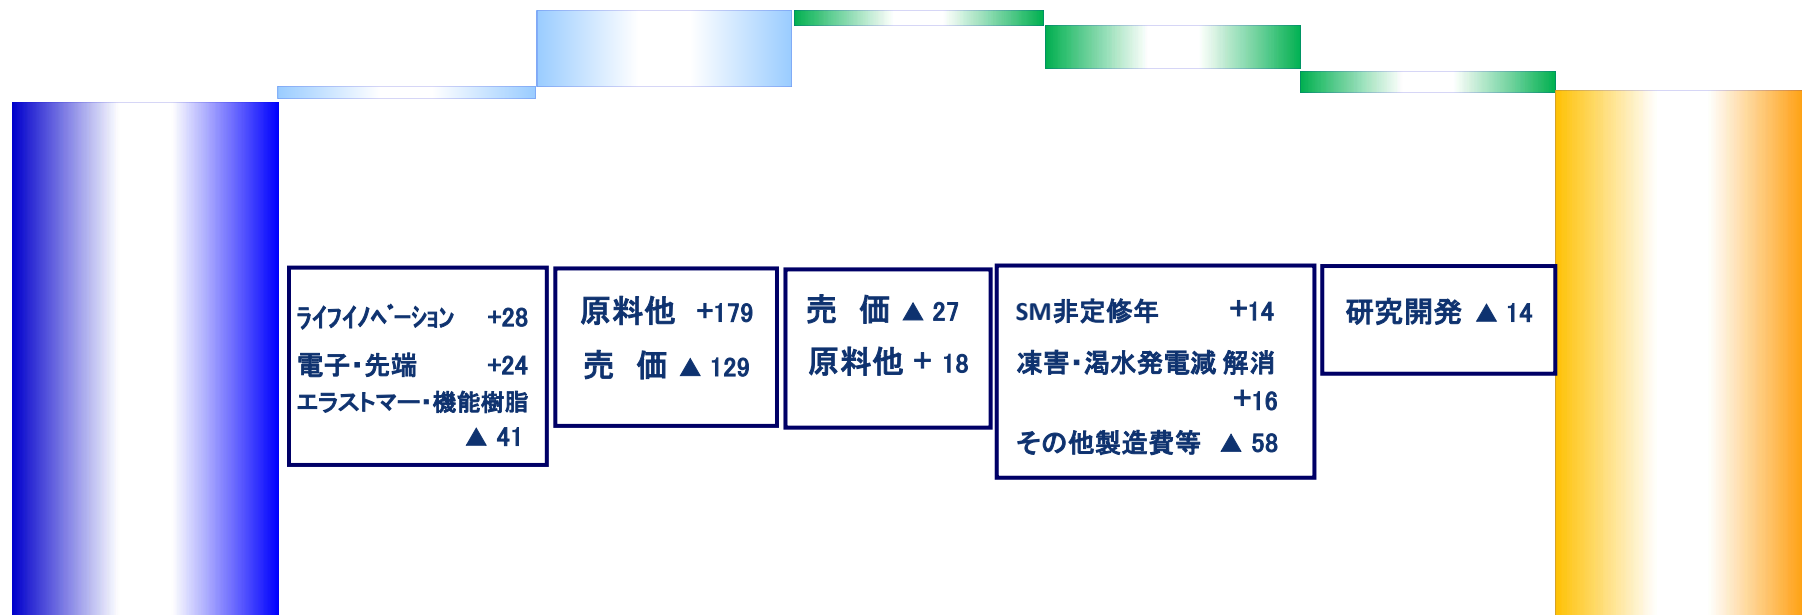 ライフイノベーション +28
電子・先端 +24
エラストマー・機能樹脂
▲ 41
原料他 +179
売 価 ▲ 129
売 価 ▲ 27
原料他 + 18
SM非定修年 +14
凍害・渇水発電減 解消
+16
その他製造費等 ▲ 58
研究開発 ▲ 14